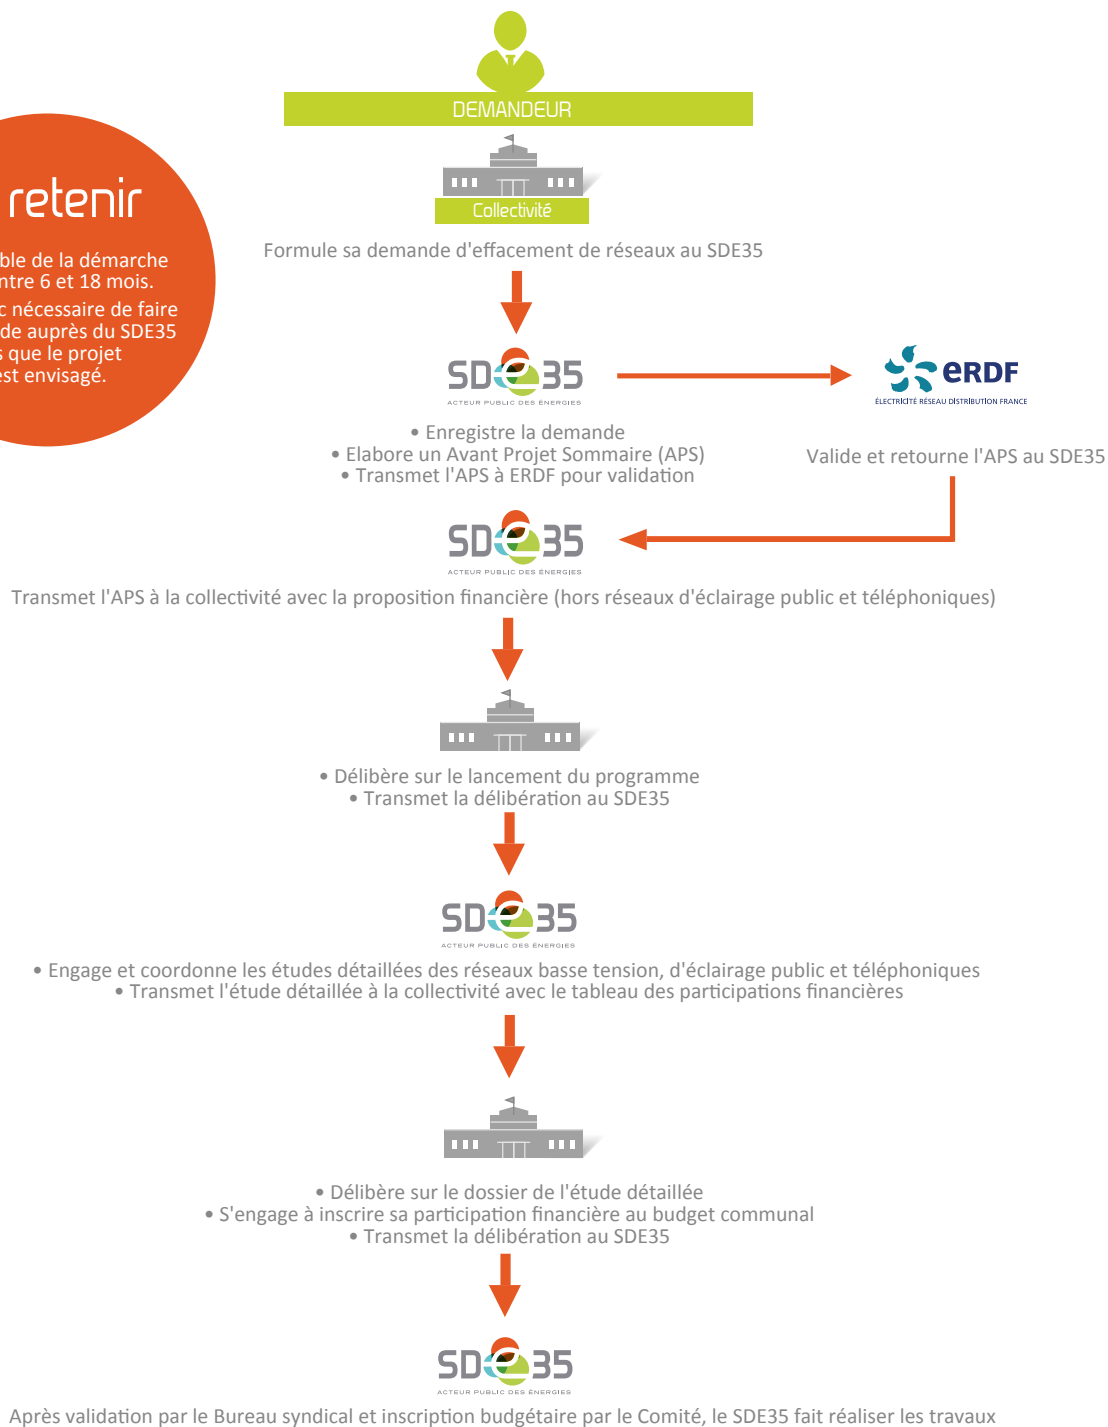 DEMANDEUR
Collectivité
Formule sa demande d'effacement de réseaux au SDE35
retenir
de la démarche
entre 6 et 18 mois.
nécessaire de faire
auprès du SDE35
que le projet
est envisagé.
SDe35
ACTEUR PUBLIC DES ÉNERGIES
eRDF
ÉLECTRICITÉ RÉSEAU DISTRIBUTION FRANCE
• Enregistre la demande
• Elabore un Avant Projet Sommaire (APS)
• Transmet l'APS à ERDF pour validation
Valide et retourne l'APS au SDE35
SDe35
ACTEUR PUBLIC DES ÉNERGIES
Transmet l'APS à la collectivité avec la proposition financière (hors réseaux d'éclairage public et téléphoniques)
• Délibère sur le lancement du programme
• Transmet la délibération au SDE35
SDe35
ACTEUR PUBLIC DES ÉNERGIES
• Engage et coordonne les études détaillées des réseaux basse tension, d'éclairage public et téléphoniques
• Transmet l'étude détaillée à la collectivité avec le tableau des participations financières
• Délibère sur le dossier de l'étude détaillée
• S'engage à inscrire sa participation financière au budget communal
• Transmet la délibération au SDE35
SDe35
ACTEUR PUBLIC DES ÉNERGIES
Après validation par le Bureau syndical et inscription budgétaire par le Comité, le SDE35 fait réaliser les travaux